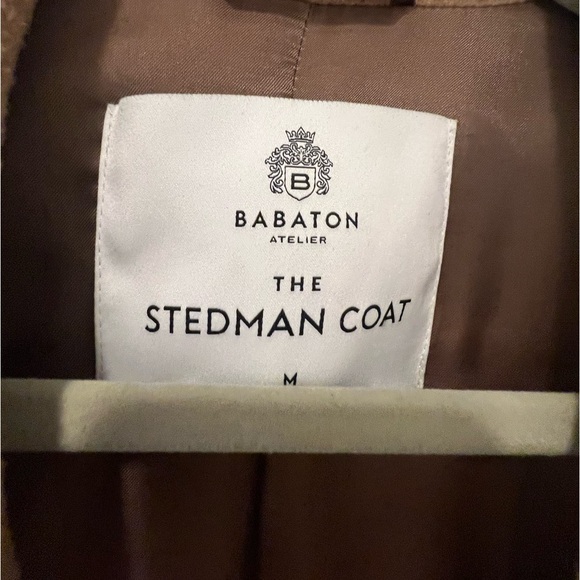 B
BABATON
ATELIER
THE
STEDMAN COAT
M